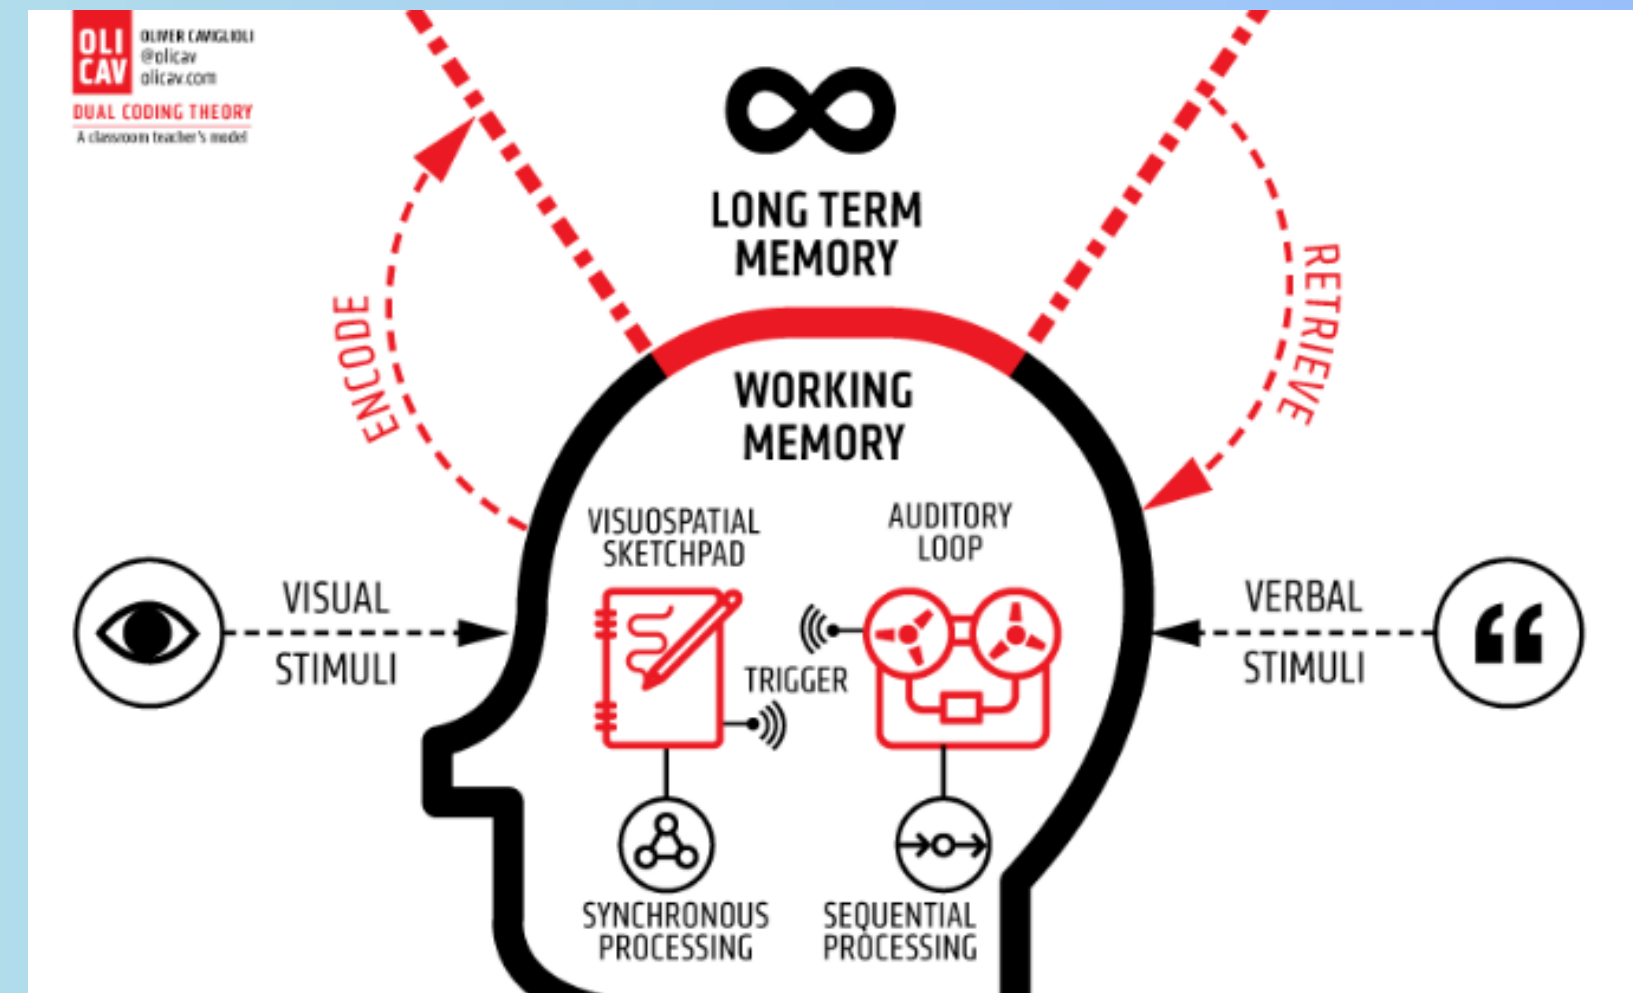 OLI
CAV
OLIVER CAVIGLIOLI
@olicav
olicav.com
DUAL CODING THEORY
A classroom teacher's model
LONG TERM
MEMORY
ENCODE
RETRIEVE
WORKING
MEMORY
VISUOSPATIAL
SKETCHPAD
AUDITORY
LOOP
VISUAL
STIMULI
TRIGGER
VERBAL
STIMULI
SYNCHRONOUS
PROCESSING
SEQUENTIAL
PROCESSING